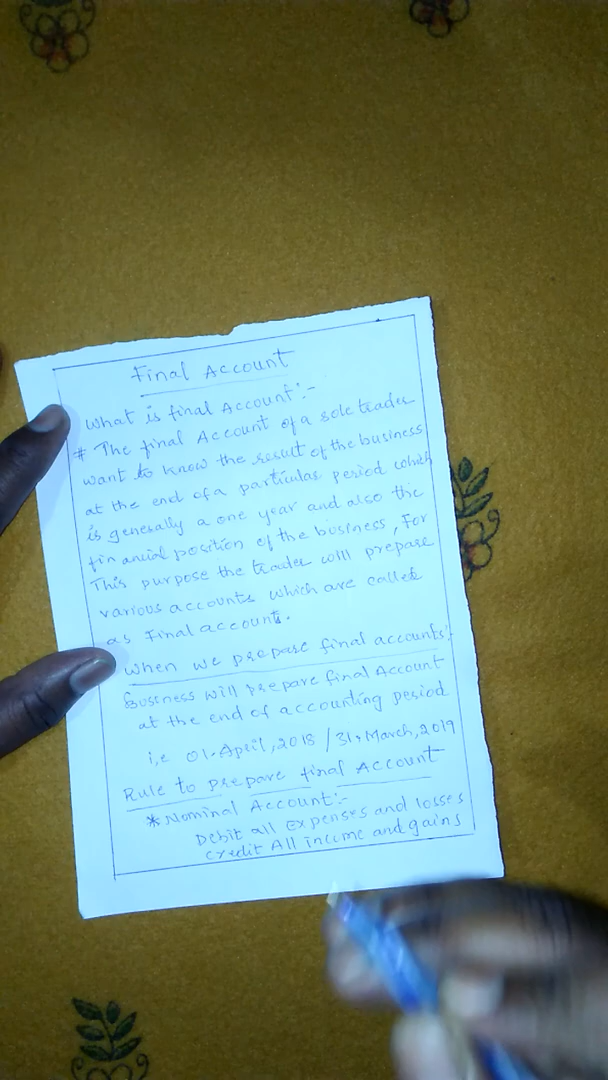 Final Account
What is final Account:-
* The final Account of a sole trader
want to know the result of the business
at the end of a particular period which
is generally a one year and also the
financial position of the business, For
This purpose the trader will prepare
various accounts which are called
as Final account.
When we prepare final accounts:-
Business will prepare final Account
at the end of accounting period
i,e 01.April,2018 / 31,March,2019
Rule to prepare final Account
* Nominal Account:-
Debit all Expenses and losses
credit All income and gains